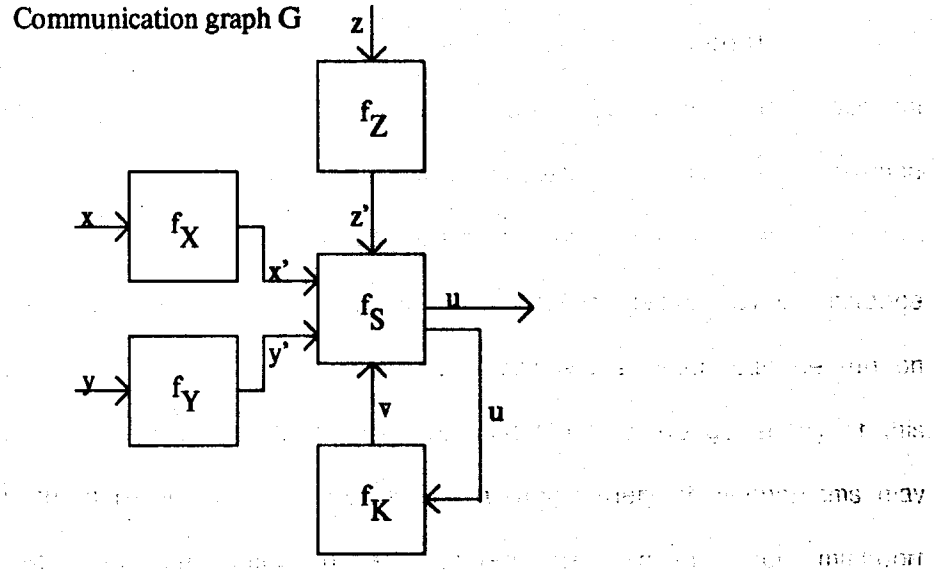 Communication graph G
z
f_Z
z'
x
f_X
x'
f_S
u
y
f_Y
y'
v
u
f_K